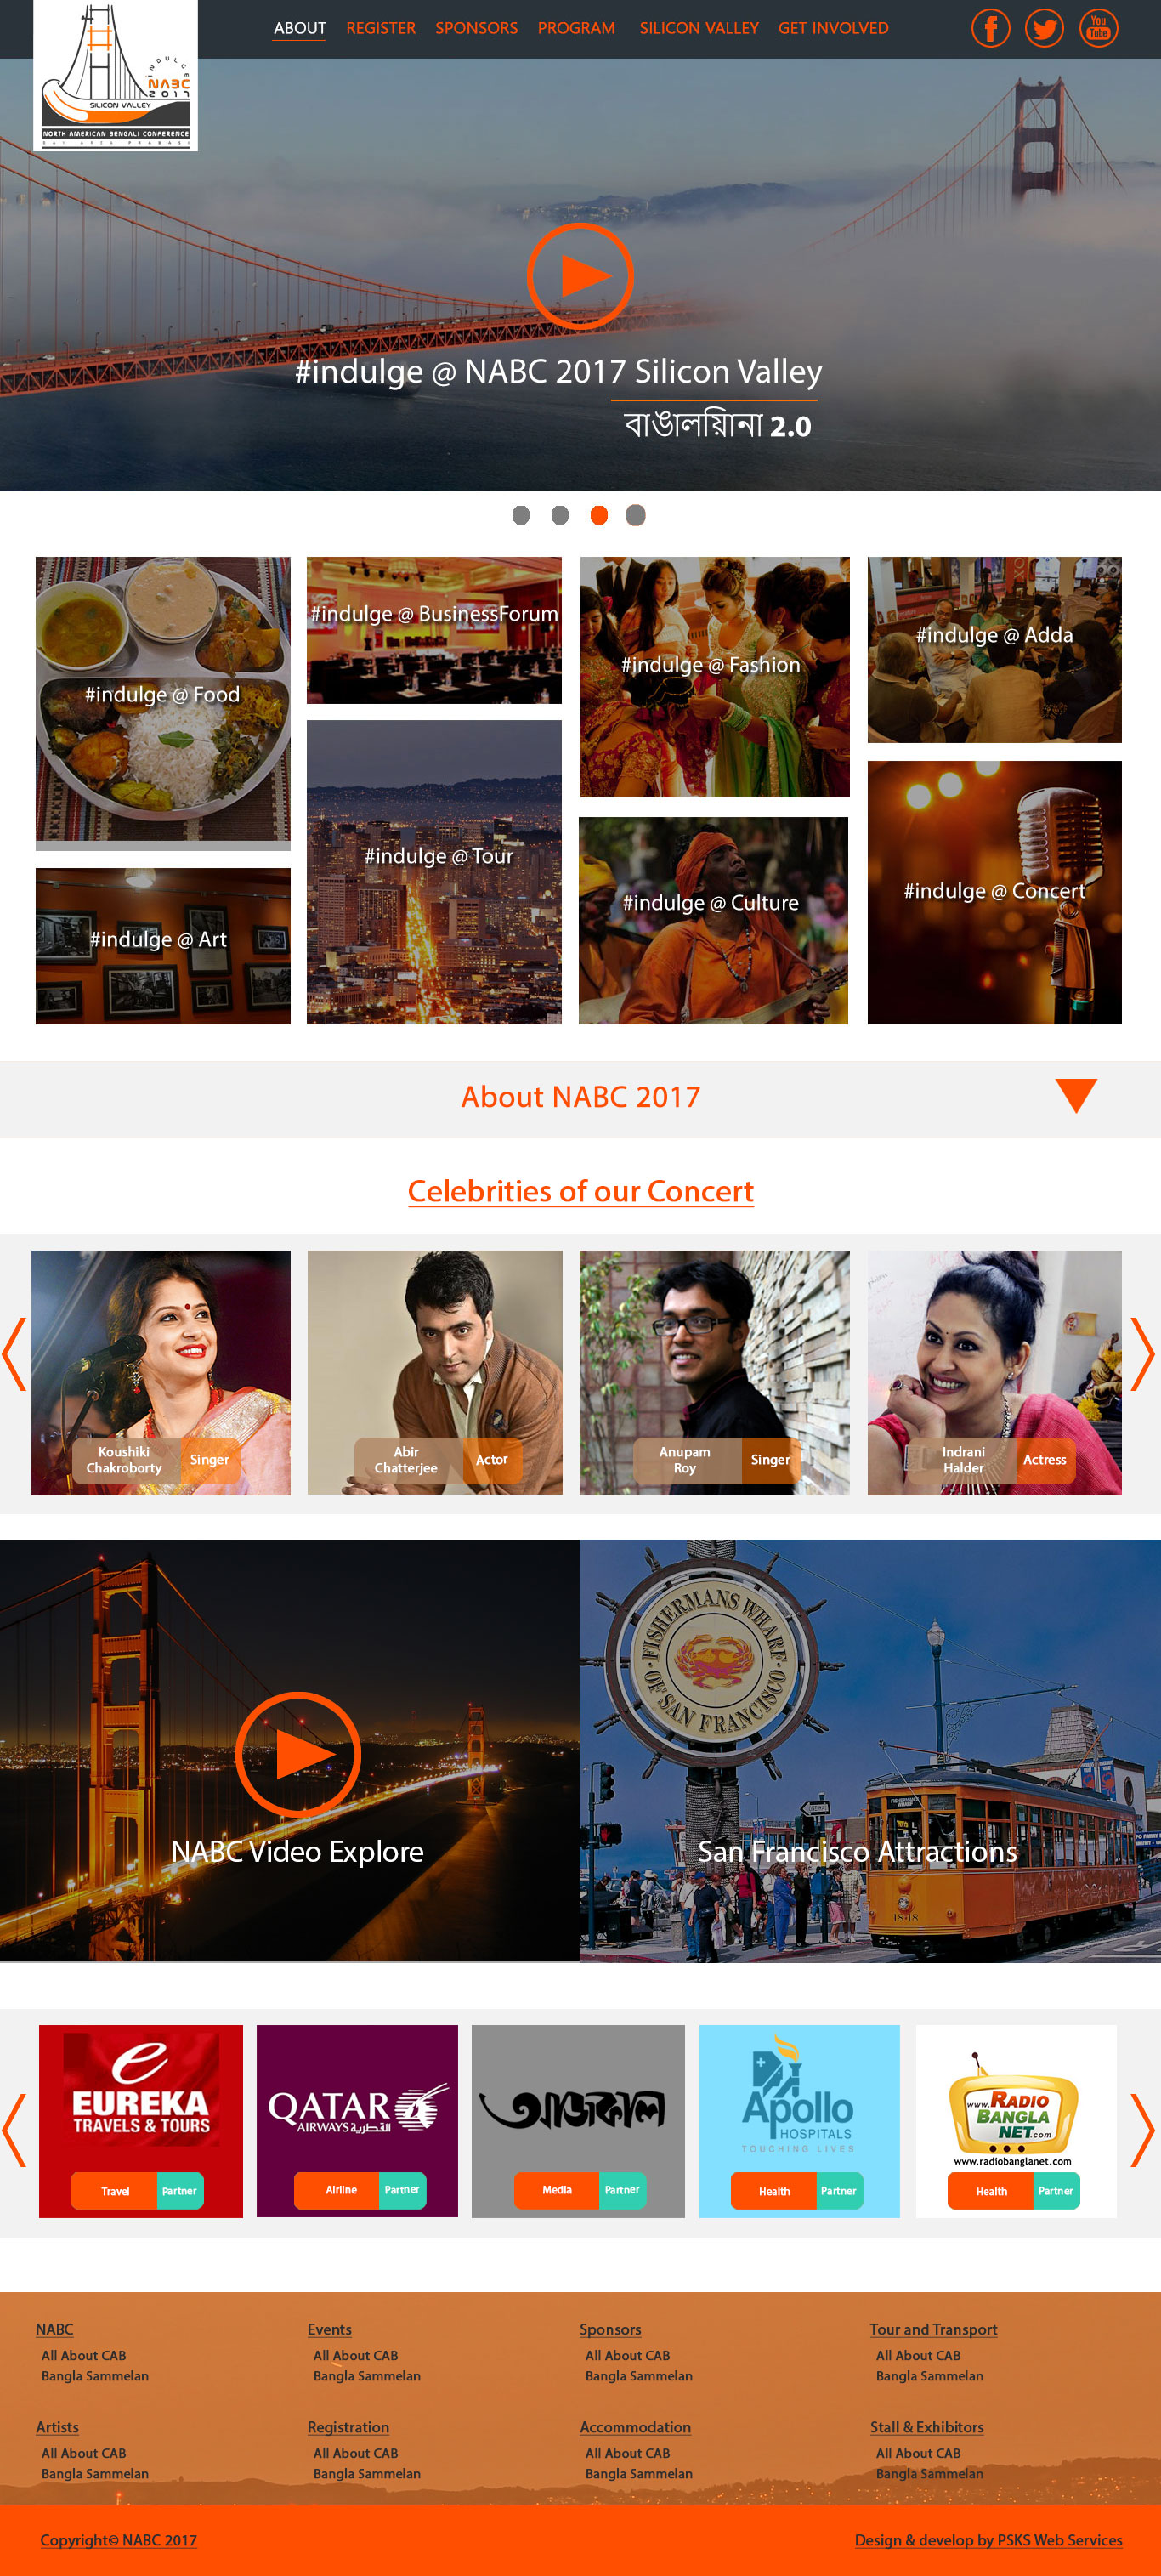 ABOUT REGISTER SPONSORS PROGRAM SILICON VALLEY GET INVOLVED
You
Tube
INDULGE
NABC
2017
SILICON VALLEY
NORTH AMERICAN BENGALI CONFERENCE
#indulge @ NABC 2017 Silicon Valley
বাঙালিয়ানা 2.0
#indulge @ Food
#indulge @ BusinessForum
#indulge @ Fashion
#indulge @ Adda
#indulge @ Tour
#indulge @ Culture
#indulge @ Concert
#indulge @ Art
About NABC 2017
Celebrities of our Concert
Koushiki
Chakroborty
Singer
Abir
Chatterjee
Actor
Anupam
Roy
Singer
Indrani
Halder
Actress
NABC Video Explore
FISHERMANS WHARF
OF SAN FRANCISCO
ONE WAY
1848
San Francisco Attractions
e
EUREKA
TRAVELS & TOURS
Travel Partner
QATAR
AIRWAYS القطرية
Airline Partner
আজকাল
Media Partner
Apollo
HOSPITALS
TOUCHING LIVES
Health Partner
www.RADIO
BANGLA
NET.com
www.radiobanglanet.com
Health Partner
NABC
All About CAB
Bangla Sammelan
Events
All About CAB
Bangla Sammelan
Sponsors
All About CAB
Bangla Sammelan
Tour and Transport
All About CAB
Bangla Sammelan
Artists
All About CAB
Bangla Sammelan
Registration
All About CAB
Bangla Sammelan
Accommodation
All About CAB
Bangla Sammelan
Stall & Exhibitors
All About CAB
Bangla Sammelan
Copyright© NABC 2017
Design & develop by PSKS Web Services